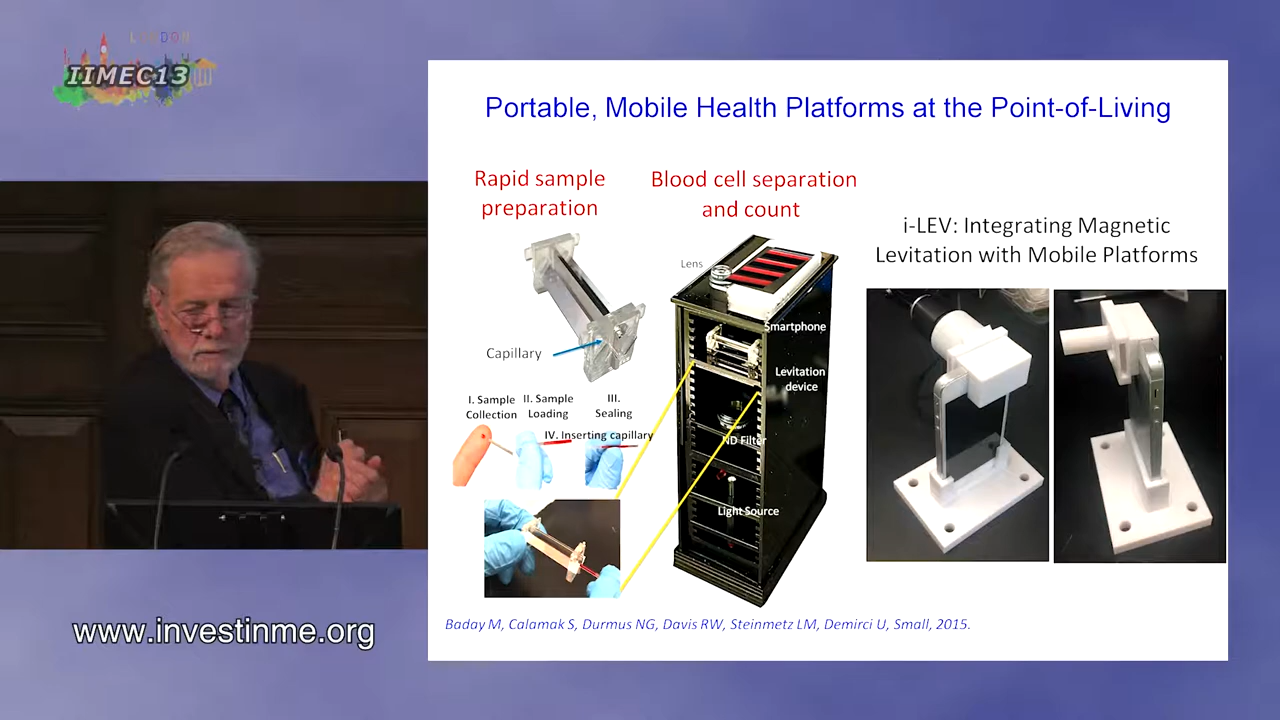 LONDON
IIMEC13
Portable, Mobile Health Platforms at the Point-of-Living
Rapid sample
preparation
Blood cell separation
and count
i-LEV: Integrating Magnetic
Levitation with Mobile Platforms
Lens
Smartphone
Capillary
Levitation
device
I. Sample
Collection
II. Sample
Loading
III.
Sealing
IV. Inserting capillary
ND Filter
Light Source
Baday M, Calamak S, Durmus NG, Davis RW, Steinmetz LM, Demirci U, Small, 2015.
www.investinme.org